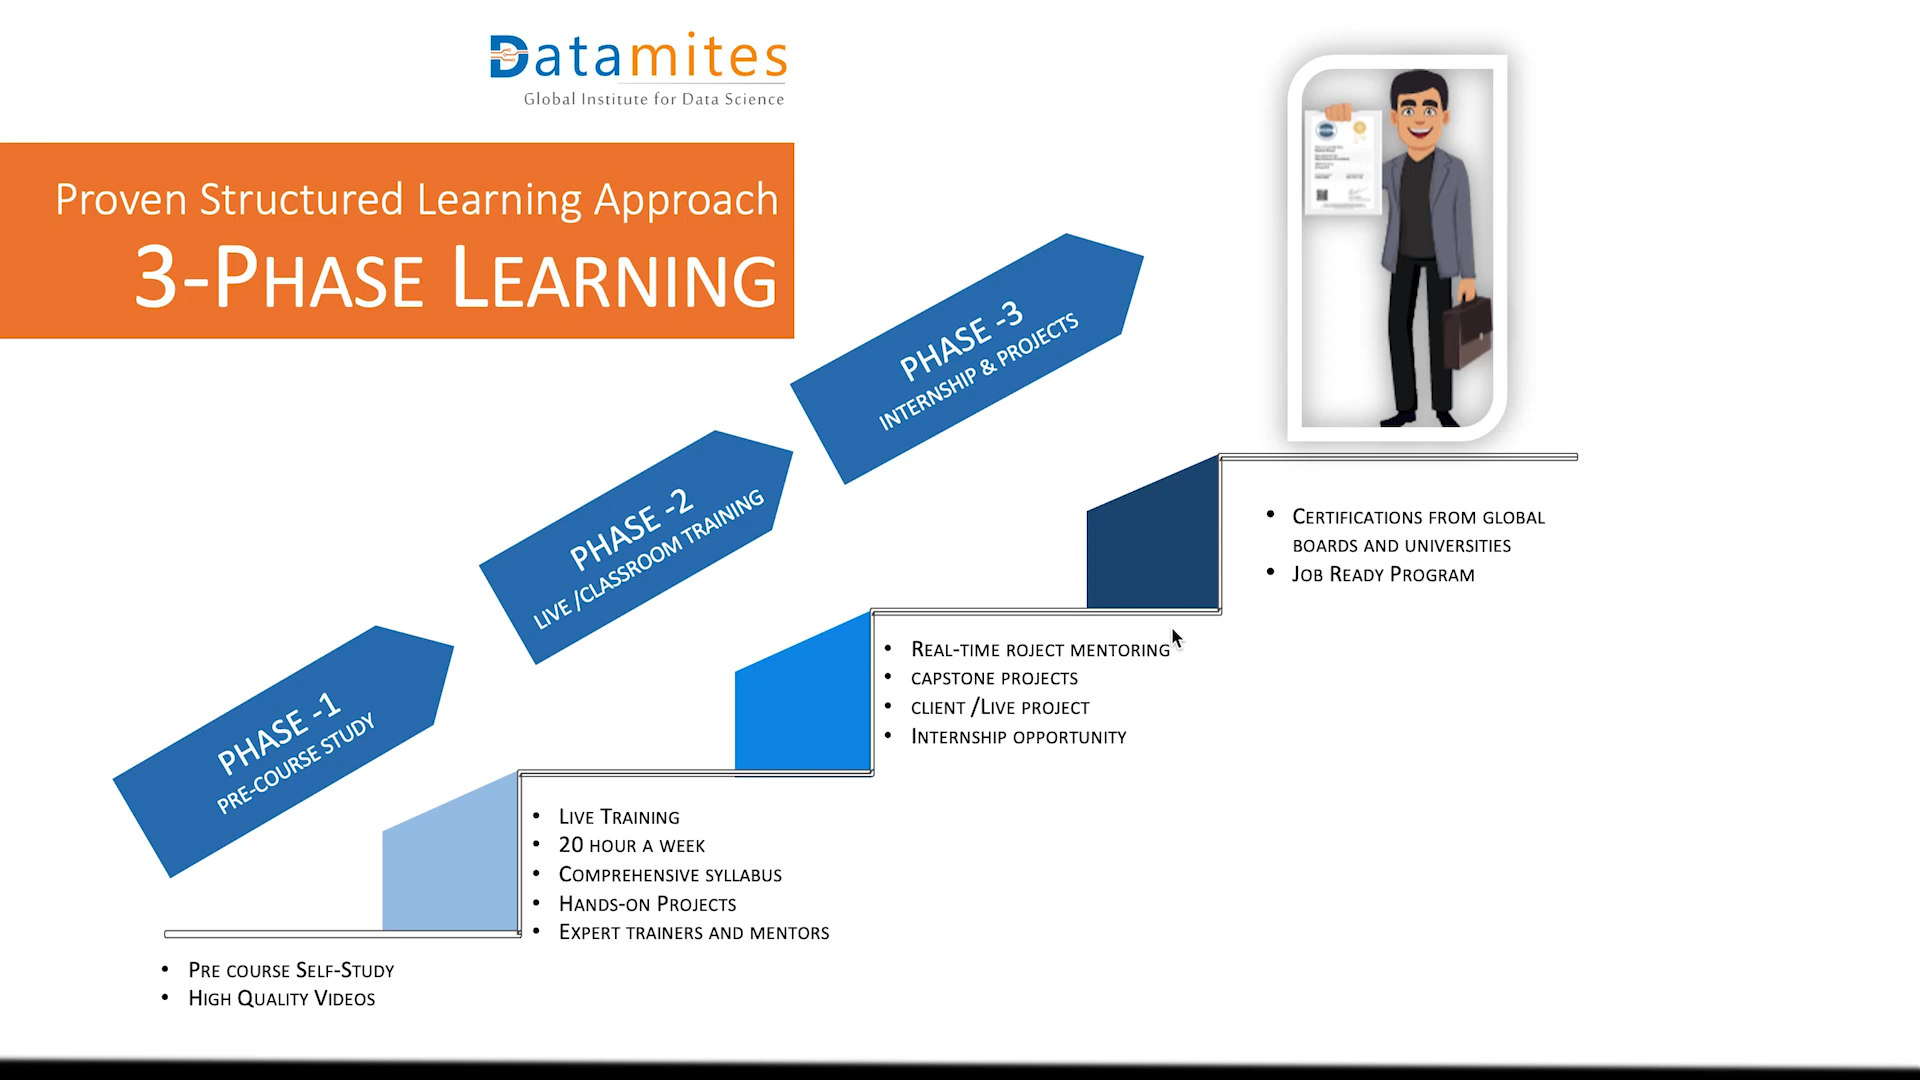 Datamites
Global Institute for Data Science
Proven Structured Learning Approach
3-PHASE LEARNING
PHASE -3
INTERNSHIP & PROJECTS
PHASE -2
LIVE /CLASSROOM TRAINING
PHASE -1
PRE-COURSE STUDY
• CERTIFICATIONS FROM GLOBAL
BOARDS AND UNIVERSITIES
• JOB READY PROGRAM
• REAL-TIME ROJECT MENTORING
• CAPSTONE PROJECTS
• CLIENT /LIVE PROJECT
• INTERNSHIP OPPORTUNITY
• LIVE TRAINING
• 20 HOUR A WEEK
• COMPREHENSIVE SYLLABUS
• HANDS-ON PROJECTS
• EXPERT TRAINERS AND MENTORS
• PRE COURSE SELF-STUDY
• HIGH QUALITY VIDEOS